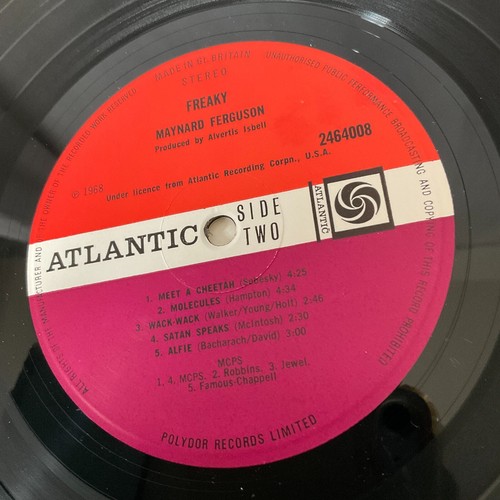 MADE IN GT. BRITAIN
STEREO
FREAKY
MAYNARD FERGUSON
Produced by Alvertis Isbell
2464008
℗ 1968
Under licence from Atlantic Recording Corpn., U.S.A.
ATLANTIC
SIDE
TWO
ATLANTIC
1. MEET A CHEETAH (Sebesky) 4:25
2. MOLECULES (Hampton) 4:34
3. WACK-WACK (Walker/Young/Holt) 2:46
4. SATAN SPEAKS (McIntosh) 2:31
5. ALFIE (Bacharach/David) 3:00
MCPS
1. 4. MCPS. 2. Robbins. 3. Jewel.
5. Famous-Chappell
POLYDOR RECORDS LIMITED
ALL RIGHTS OF THE MANUFACTURER AND OF THE OWNER OF THE RECORDED WORK RESERVED
UNAUTHORISED PUBLIC PERFORMANCE BROADCASTING AND COPYING OF THIS RECORD PROHIBITED